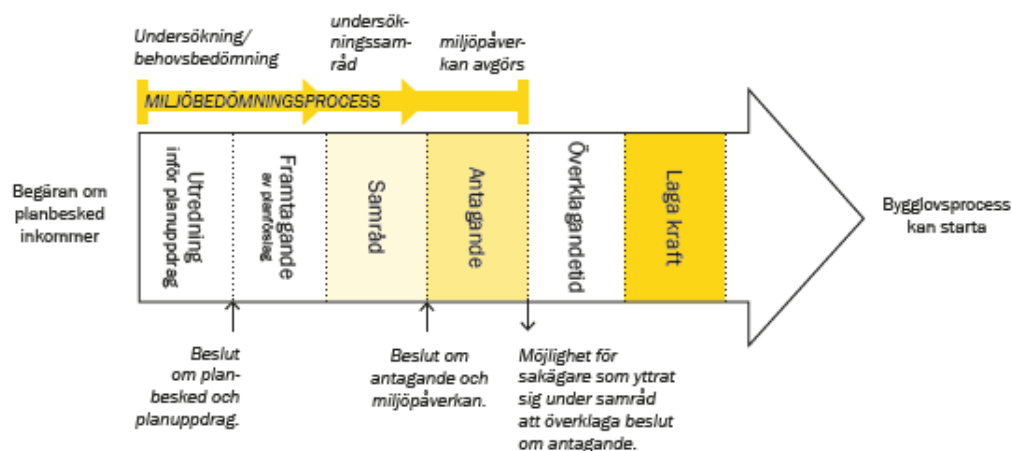 Undersökning/
behovsbedömning
undersök-
ningssam-
råd
miljöpåver-
kan avgörs
MILJÖBEDÖMNINGSPROCESS
Begäran om
planbesked
inkommer
Utredning
inför planuppdrag
Framtagande
av planförslag
Samråd
Antagande
Överklagandetid
Laga kraft
Bygglovsprocess
kan starta
Beslut
om plan-
besked och
planuppdrag.
Beslut om
antagande och
miljöpåverkan.
Möjlighet för
sakägare som yttrat
sig under samråd
att överklaga beslut
om antagande.